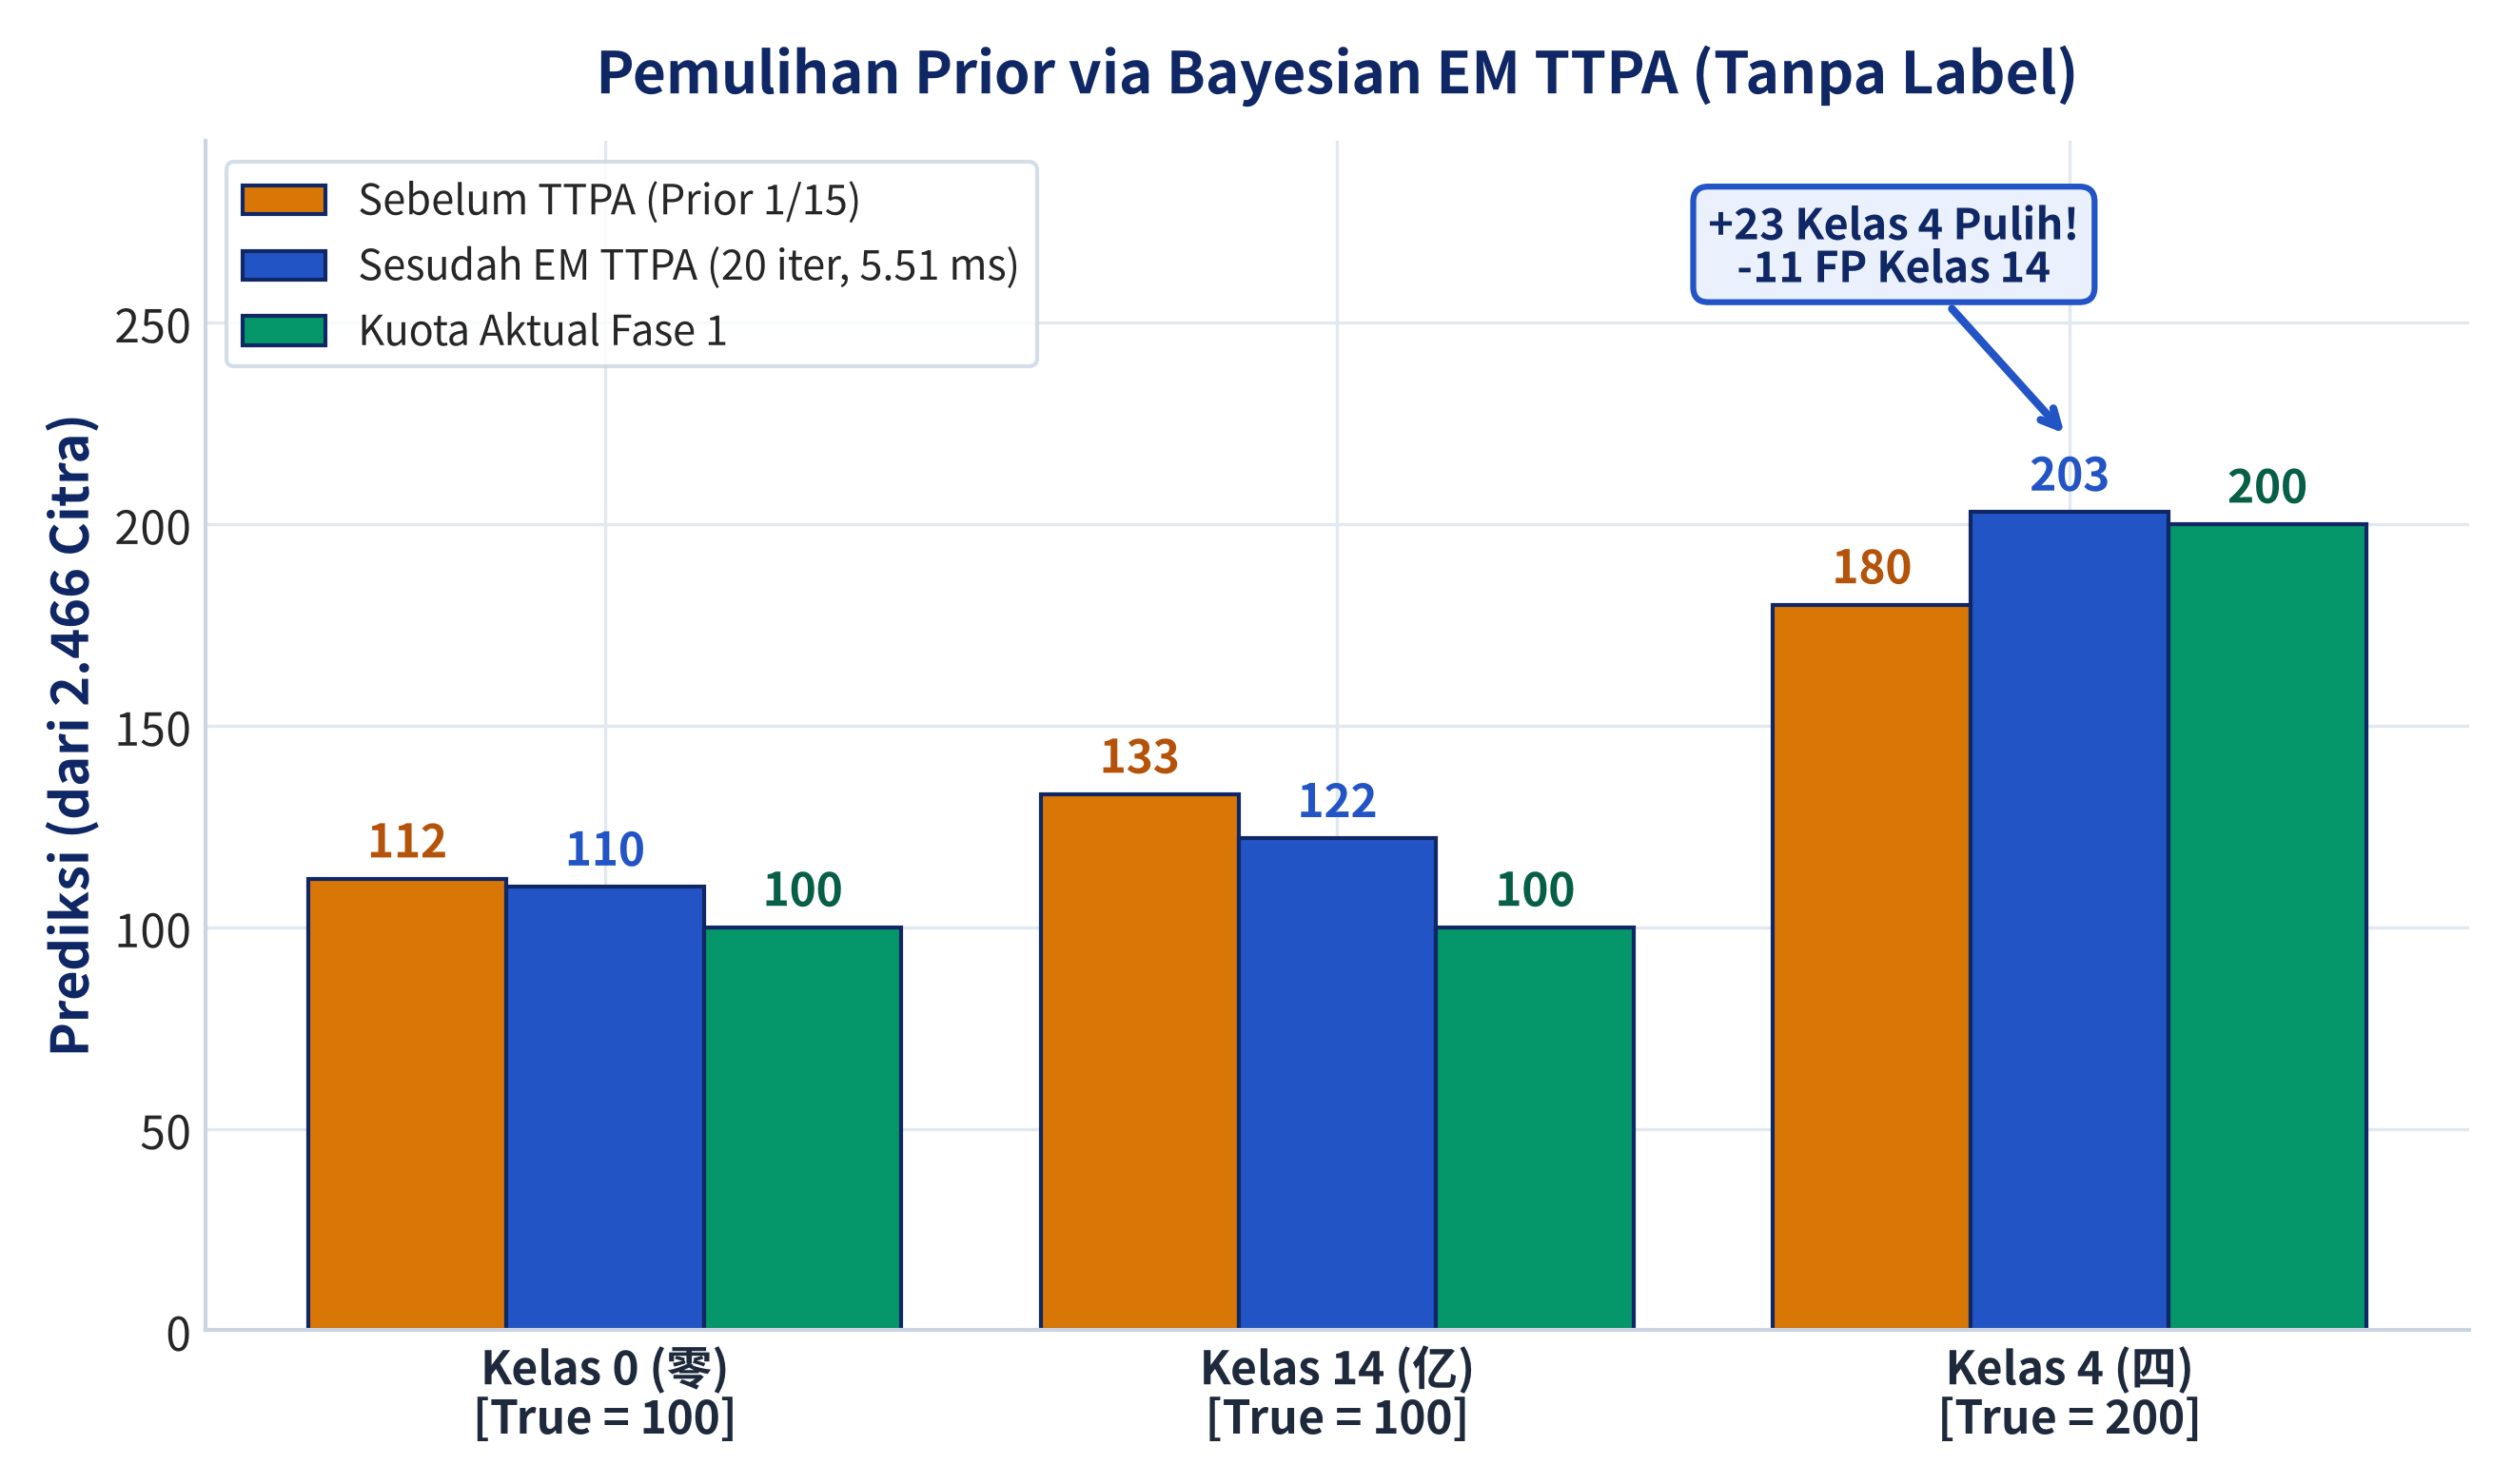 Pemulihan Prior via Bayesian EM TTPA (Tanpa Label)
Sebelum TTPA (Prior 1/15)
Sesudah EM TTPA (20 iter, 5.51 ms)
Kuota Aktual Fase 1
+23 Kelas 4 Pulih!
-11 FP Kelas 14
Prediksi (dari 2.466 Citra)
250
200
150
100
50
0
112
110
100
133
122
100
180
203
200
Kelas 0 (零)
[True = 100]
Kelas 14 (亿)
[True = 100]
Kelas 4 (四)
[True = 200]